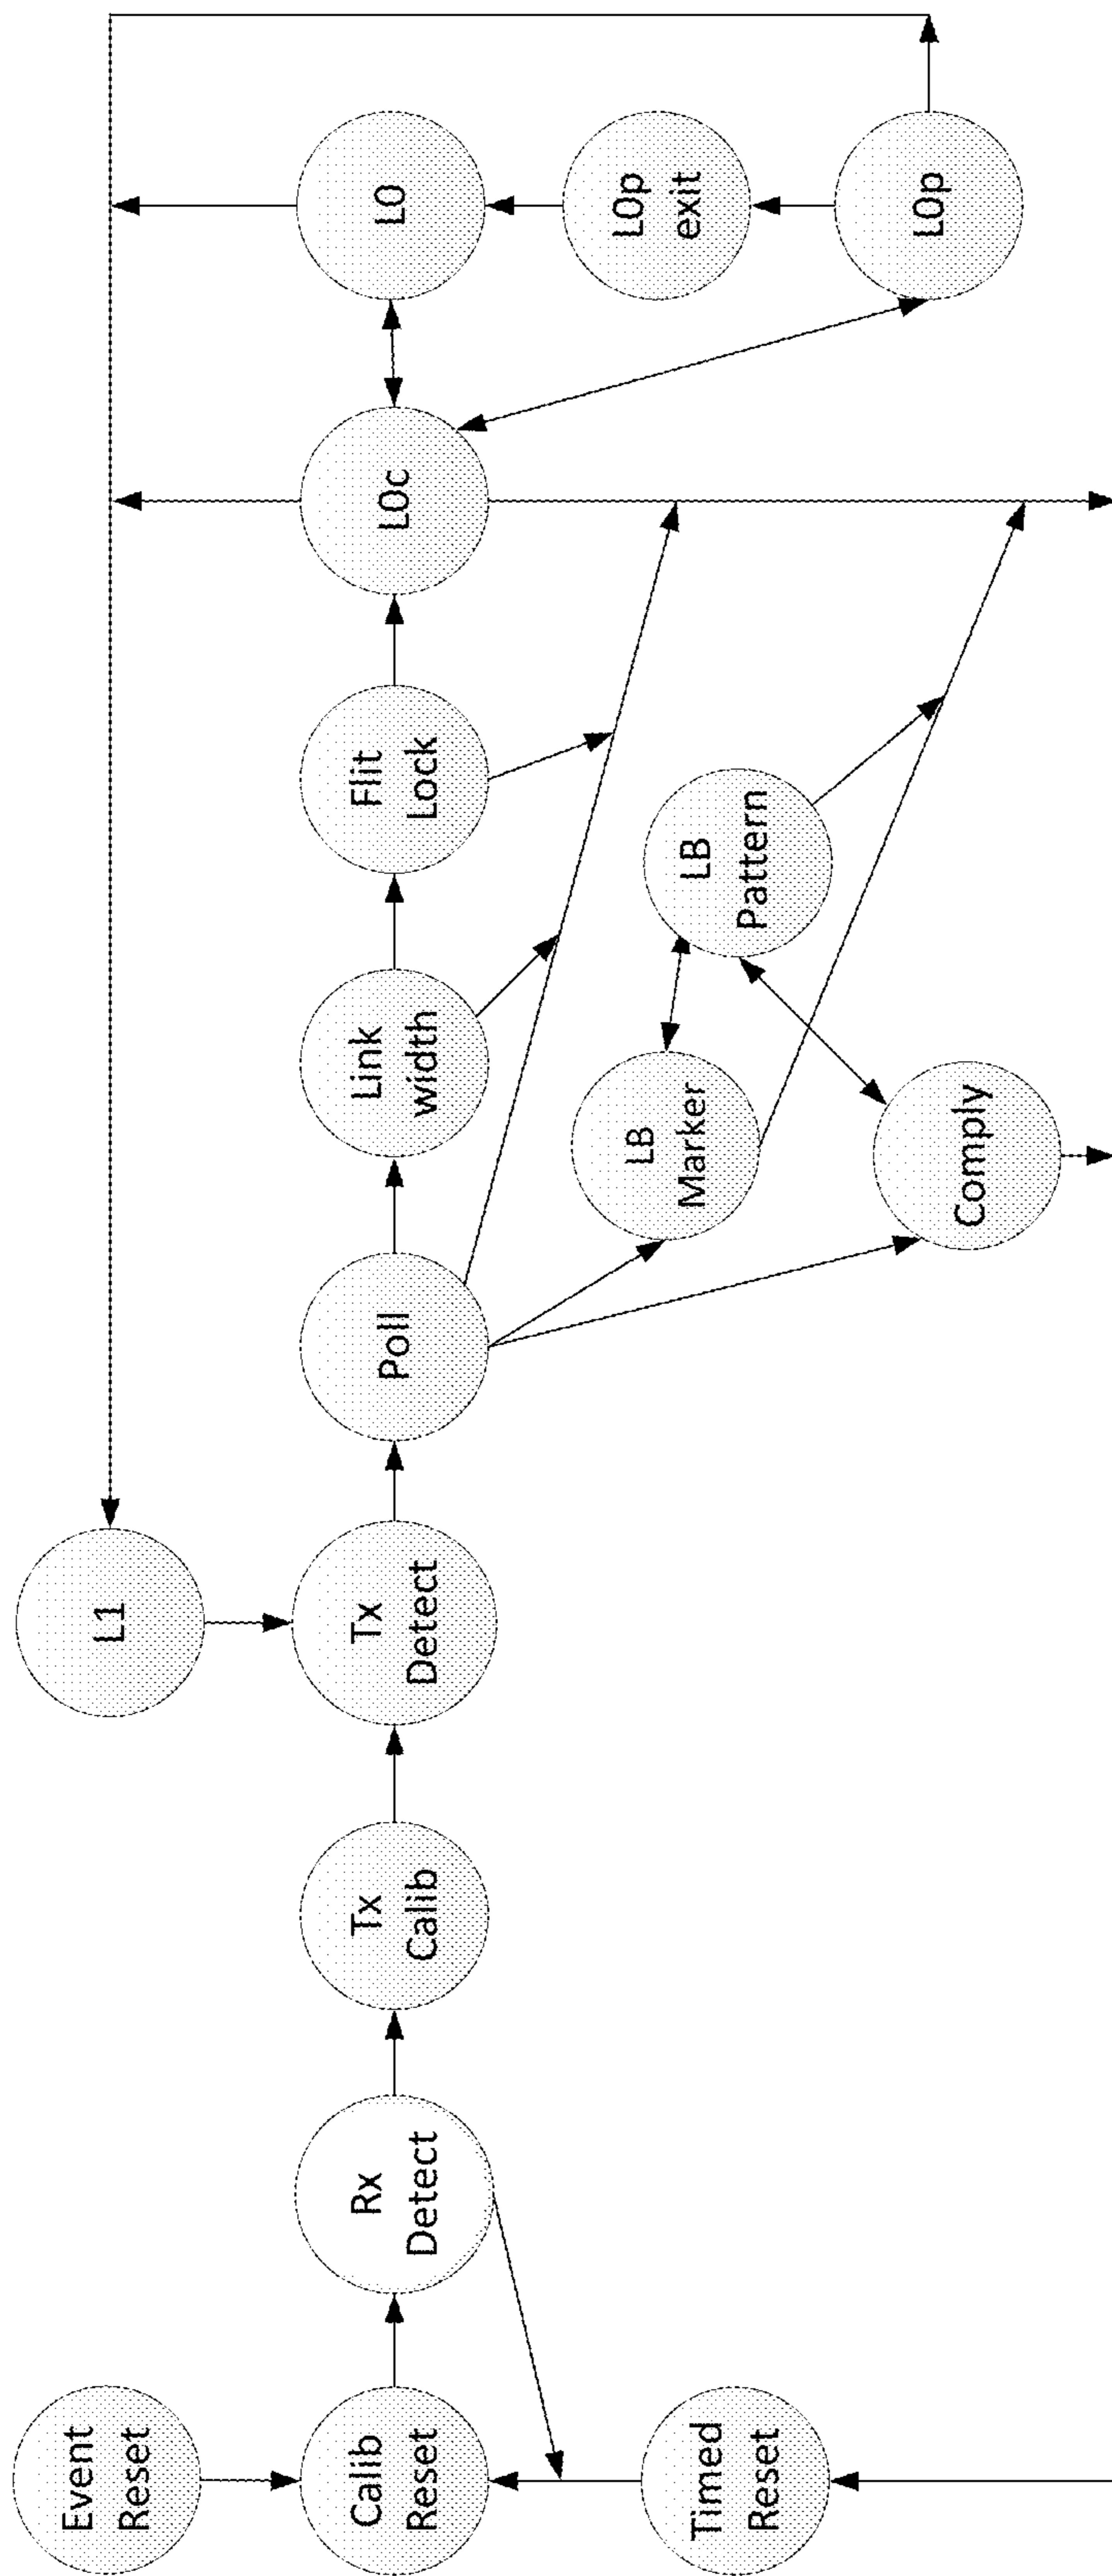 Event
Reset
Calib
Reset
Timed
Reset
Rx
Detect
Tx
Calib
L1
Tx
Detect
Poll
Link
width
Flit
Lock
L0c
L0
L0p
exit
L0p
LB
Marker
LB
Pattern
Comply